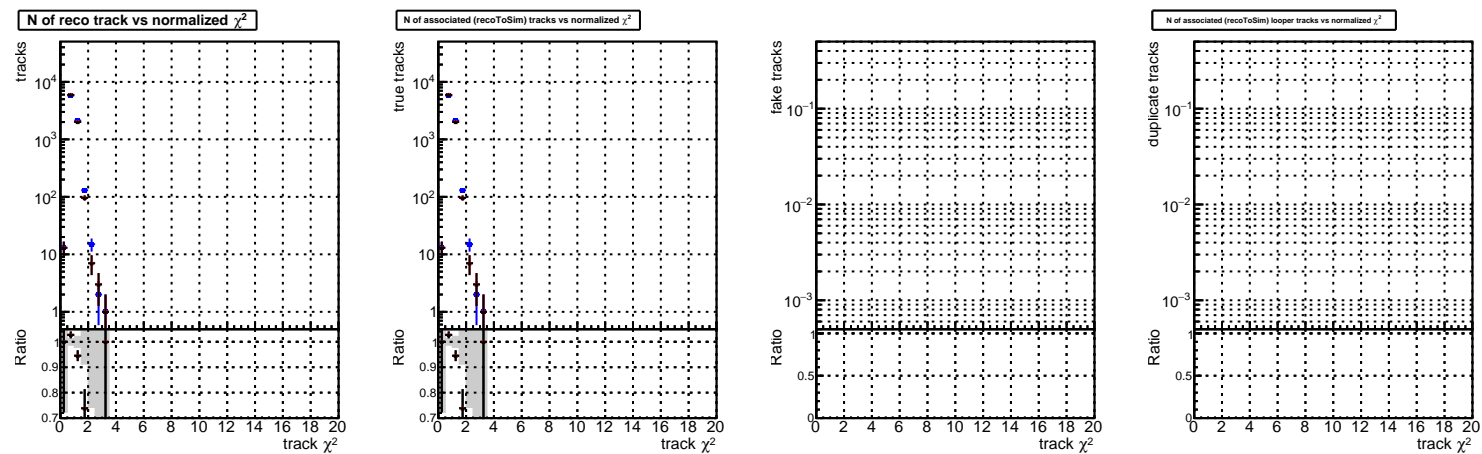 N of reco track vs normalized χ²
tracks
10⁴
10³
10²
10
1
Ratio
1
0.9
0.8
0.7
0 2 4 6 8 10 12 14 16 18 20
track χ²
N of associated (recoToSim) tracks vs normalized χ²
true tracks
10⁴
10³
10²
10
1
Ratio
1
0.9
0.8
0.7
0 2 4 6 8 10 12 14 16 18 20
track χ²
fake tracks
10⁻¹
10⁻²
10⁻³
Ratio
1
0.5
0
0 2 4 6 8 10 12 14 16 18 20
track χ²
N of associated (recoToSim) looper tracks vs normalized χ²
duplicate tracks
10⁻¹
10⁻²
10⁻³
Ratio
1
0.5
0
0 2 4 6 8 10 12 14 16 18 20
track χ²